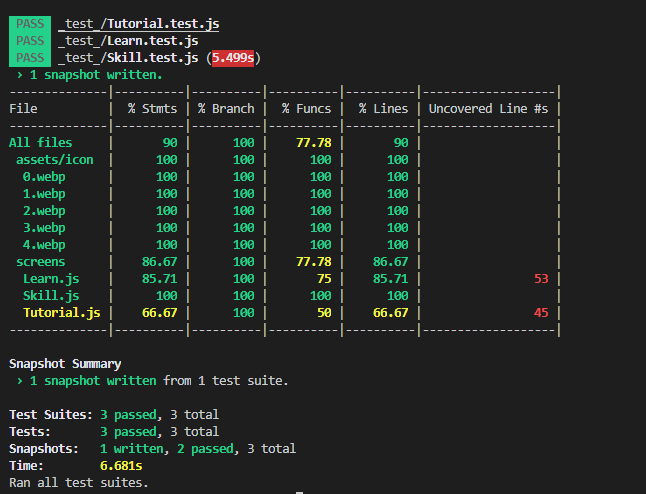 PASS _test_/Tutorial.test.js
PASS _test_/Learn.test.js
PASS _test_/Skill.test.js (5.499s)
› 1 snapshot written.
--------------|----------|----------|----------|----------|-------------------|
File          |  % Stmts | % Branch |  % Funcs |  % Lines | Uncovered Line #s |
--------------|----------|----------|----------|----------|-------------------|
All files     |       90 |      100 |    77.78 |       90 |                   |
 assets/icon  |      100 |      100 |      100 |      100 |                   |
  0.webp      |      100 |      100 |      100 |      100 |                   |
  1.webp      |      100 |      100 |      100 |      100 |                   |
  2.webp      |      100 |      100 |      100 |      100 |                   |
  3.webp      |      100 |      100 |      100 |      100 |                   |
  4.webp      |      100 |      100 |      100 |      100 |                   |
 screens      |    86.67 |      100 |    77.78 |    86.67 |                   |
  Learn.js    |    85.71 |      100 |       75 |    85.71 |                53 |
  Skill.js    |      100 |      100 |      100 |      100 |                   |
  Tutorial.js |    66.67 |      100 |       50 |    66.67 |                45 |
--------------|----------|----------|----------|----------|-------------------|
Snapshot Summary
› 1 snapshot written from 1 test suite.
Test Suites: 3 passed, 3 total
Tests:       3 passed, 3 total
Snapshots:   1 written, 2 passed, 3 total
Time:        6.681s
Ran all test suites.